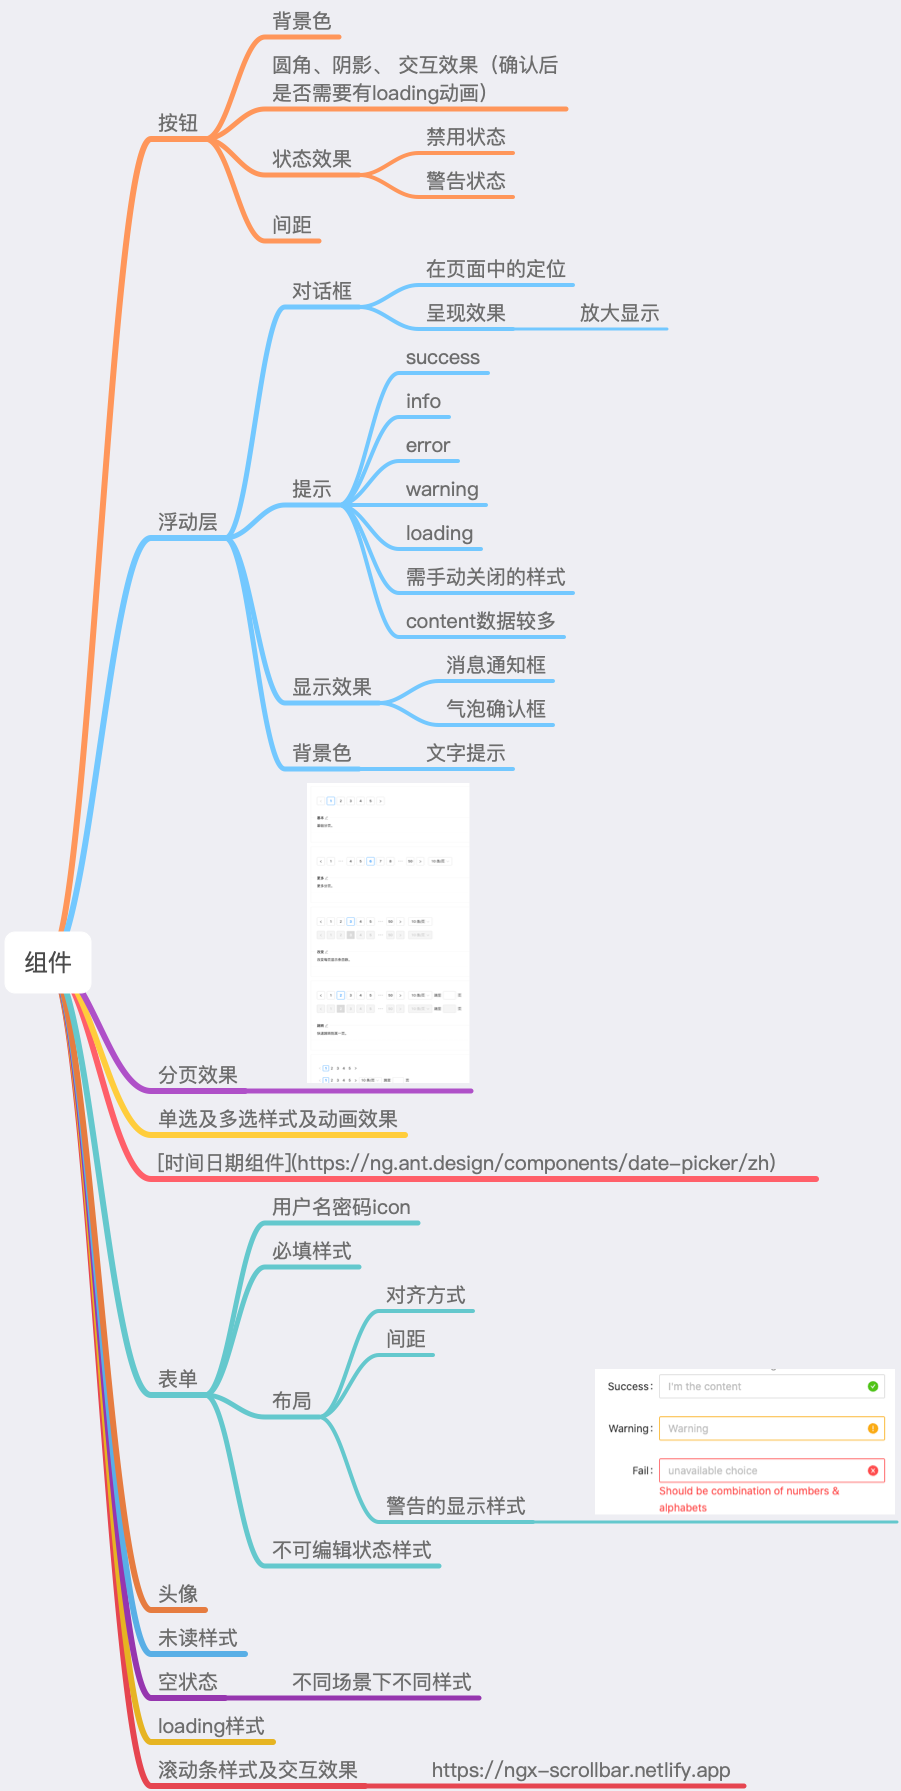 背景色
圆角、阴影、 交互效果（确认后
是否需要有loading动画）
按钮
禁用状态
状态效果
警告状态
间距
在页面中的定位
对话框
呈现效果
放大显示
success
info
error
提示
warning
浮动层
loading
需手动关闭的样式
content数据较多
消息通知框
显示效果
气泡确认框
背景色
文字提示
组件
分页效果
单选及多选样式及动画效果
[时间日期组件](https://ng.ant.design/components/date-picker/zh)
用户名密码icon
必填样式
对齐方式
间距
表单
布局
Success:
I'm the content
Warning:
Warning
Fail:
unavailable choice
Should be combination of numbers &
alphabets
警告的显示样式
不可编辑状态样式
头像
未读样式
空状态
不同场景下不同样式
loading样式
滚动条样式及交互效果
https://ngx-scrollbar.netlify.app